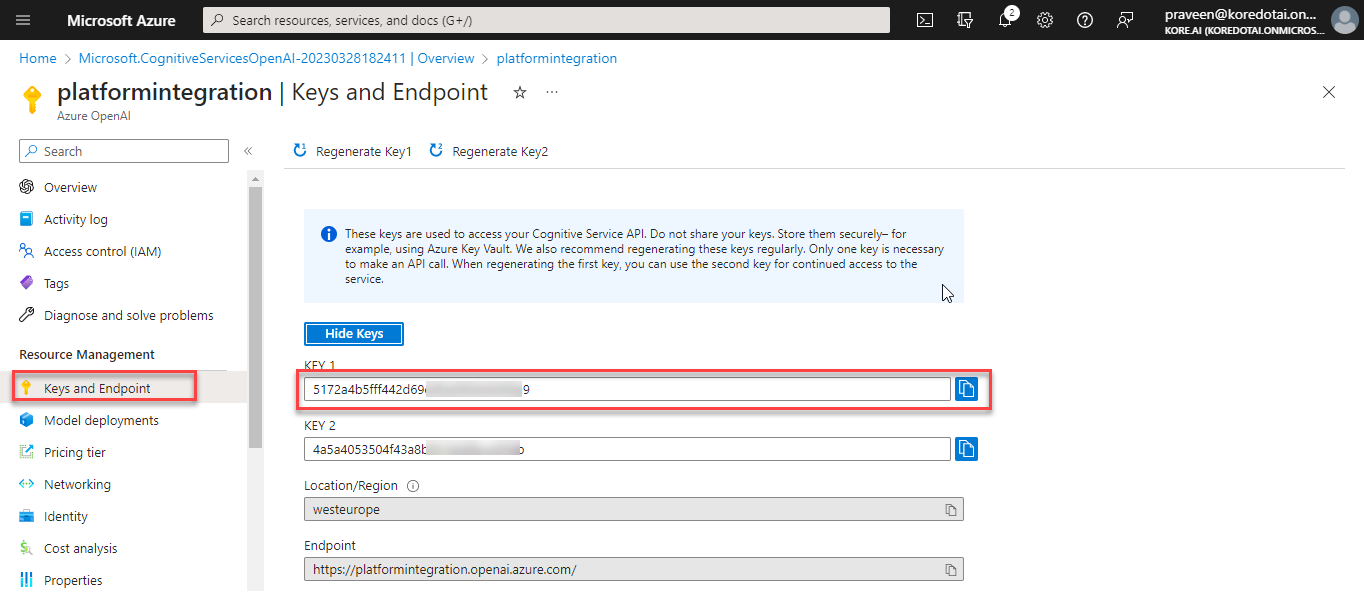 Microsoft Azure
Search resources, services, and docs (G+/)
2
praveen@koredotai.on...
KORE.AI (KOREDOTAI.ONMICROS...
Home > Microsoft.CognitiveServicesOpenAI-20230328182411 | Overview > platformintegration
platformintegration | Keys and Endpoint
Azure OpenAI
Search
Regenerate Key1
Regenerate Key2
Overview
Activity log
Access control (IAM)
Tags
Diagnose and solve problems
Resource Management
Keys and Endpoint
Model deployments
Pricing tier
Networking
Identity
Cost analysis
Properties
These keys are used to access your Cognitive Service API. Do not share your keys. Store them securely– for
example, using Azure Key Vault. We also recommend regenerating these keys regularly. Only one key is necessary
to make an API call. When regenerating the first key, you can use the second key for continued access to the
service.
Hide Keys
KEY 1
5172a4b5fff442d69 9
KEY 2
4a5a4053504f43a8
Location/Region
westeurope
Endpoint
https://platformintegration.openai.azure.com/